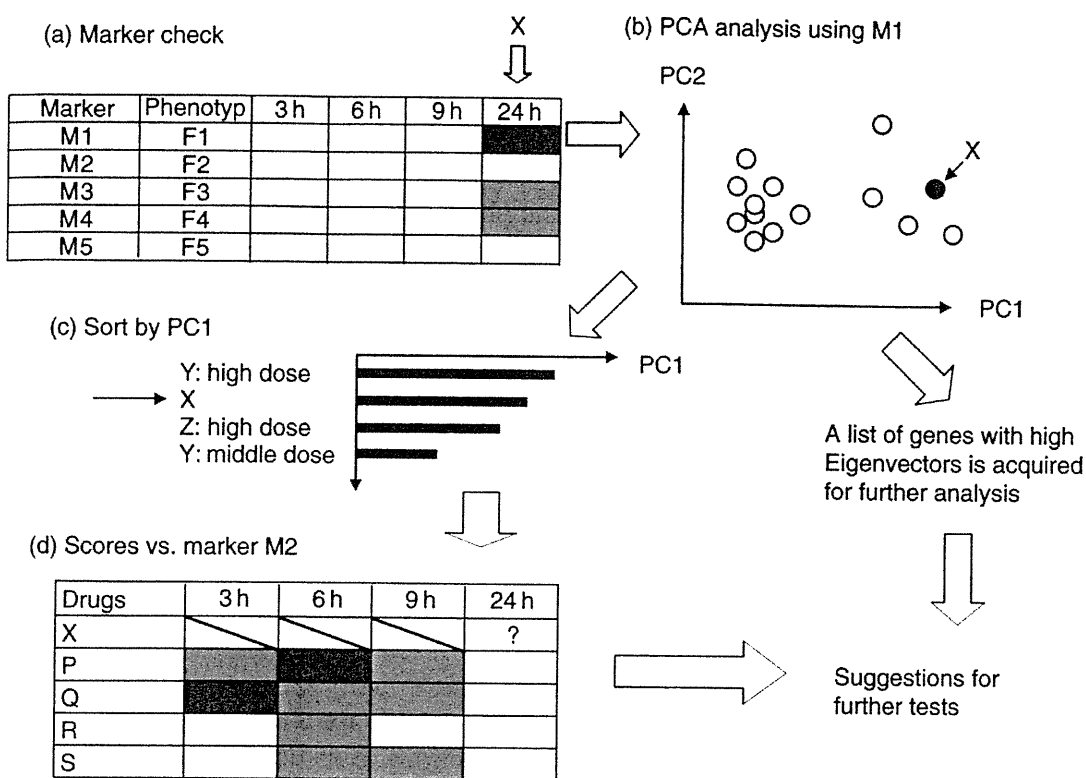 (a) Marker check
X
Marker Phenotyp 3 h 6 h 9 h 24 h
M1 F1
M2 F2
M3 F3
M4 F4
M5 F5
(b) PCA analysis using M1
PC2
X
PC1
(c) Sort by PC1
PC1
Y: high dose
X
Z: high dose
Y: middle dose
A list of genes with high
Eigenvectors is acquired
for further analysis
(d) Scores vs. marker M2
Drugs 3 h 6 h 9 h 24 h
X ?
P
Q
R
S
Suggestions for
further tests